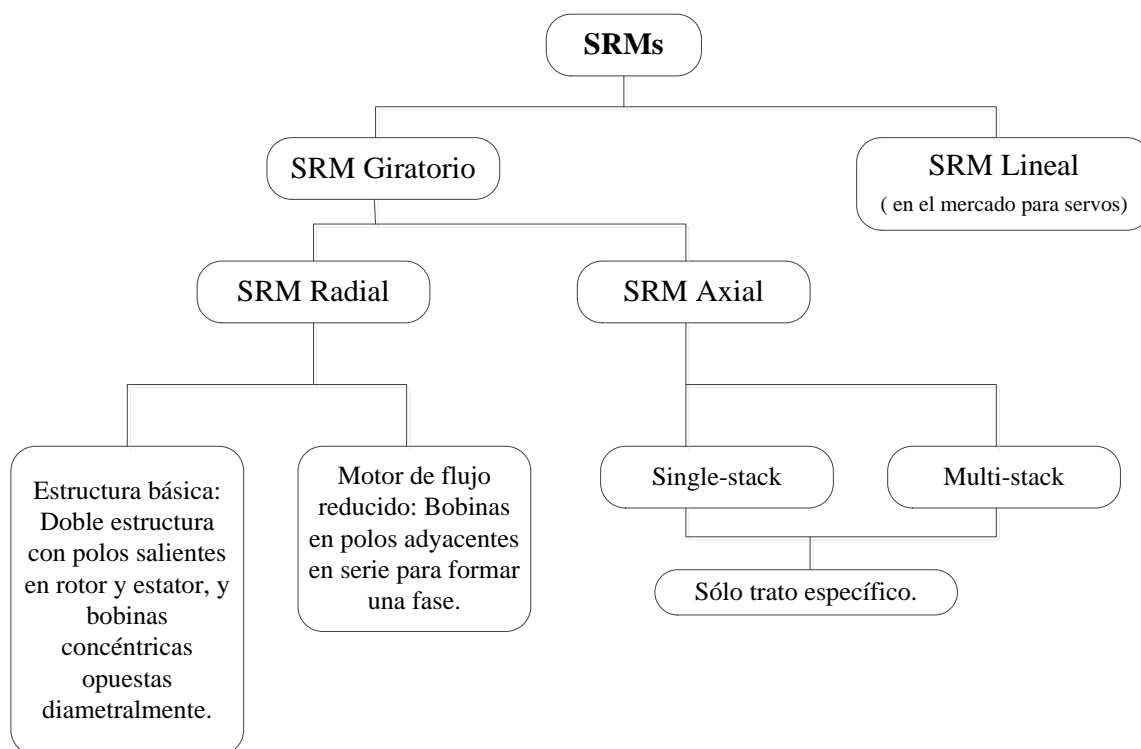 SRMs
SRM Giratorio
SRM Lineal
( en el mercado para servos)
SRM Radial
SRM Axial
Estructura básica:
Doble estructura
con polos salientes
en rotor y estator, y
bobinas
concéntricas
opuestas
diametralmente.
Motor de flujo
reducido: Bobinas
en polos adyacentes
en serie para formar
una fase.
Single-stack
Multi-stack
Sólo trato específico.